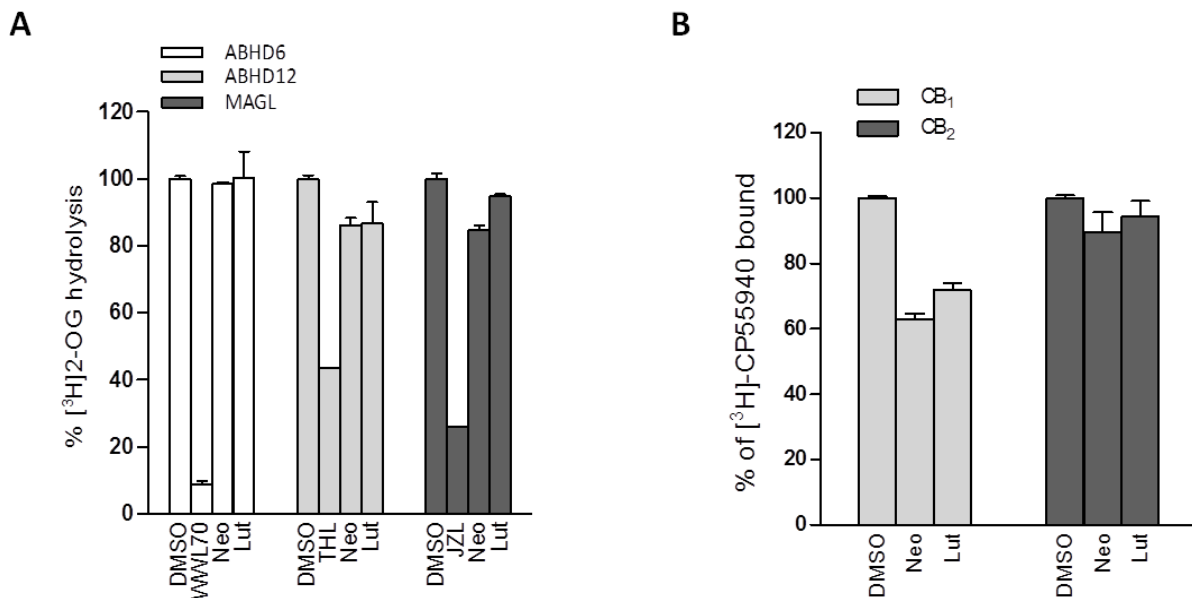 A
ABHD6
ABHD12
MAGL
% [³H]2-OG hydrolysis
120
100
80
60
40
20
0
DMSO
WWL70
Neo
Lut
DMSO
THL
Neo
Lut
DMSO
JZL
Neo
Lut
B
CB₁
CB₂
% of [³H]-CP55940 bound
120
100
80
60
40
20
0
DMSO
Neo
Lut
DMSO
Neo
Lut